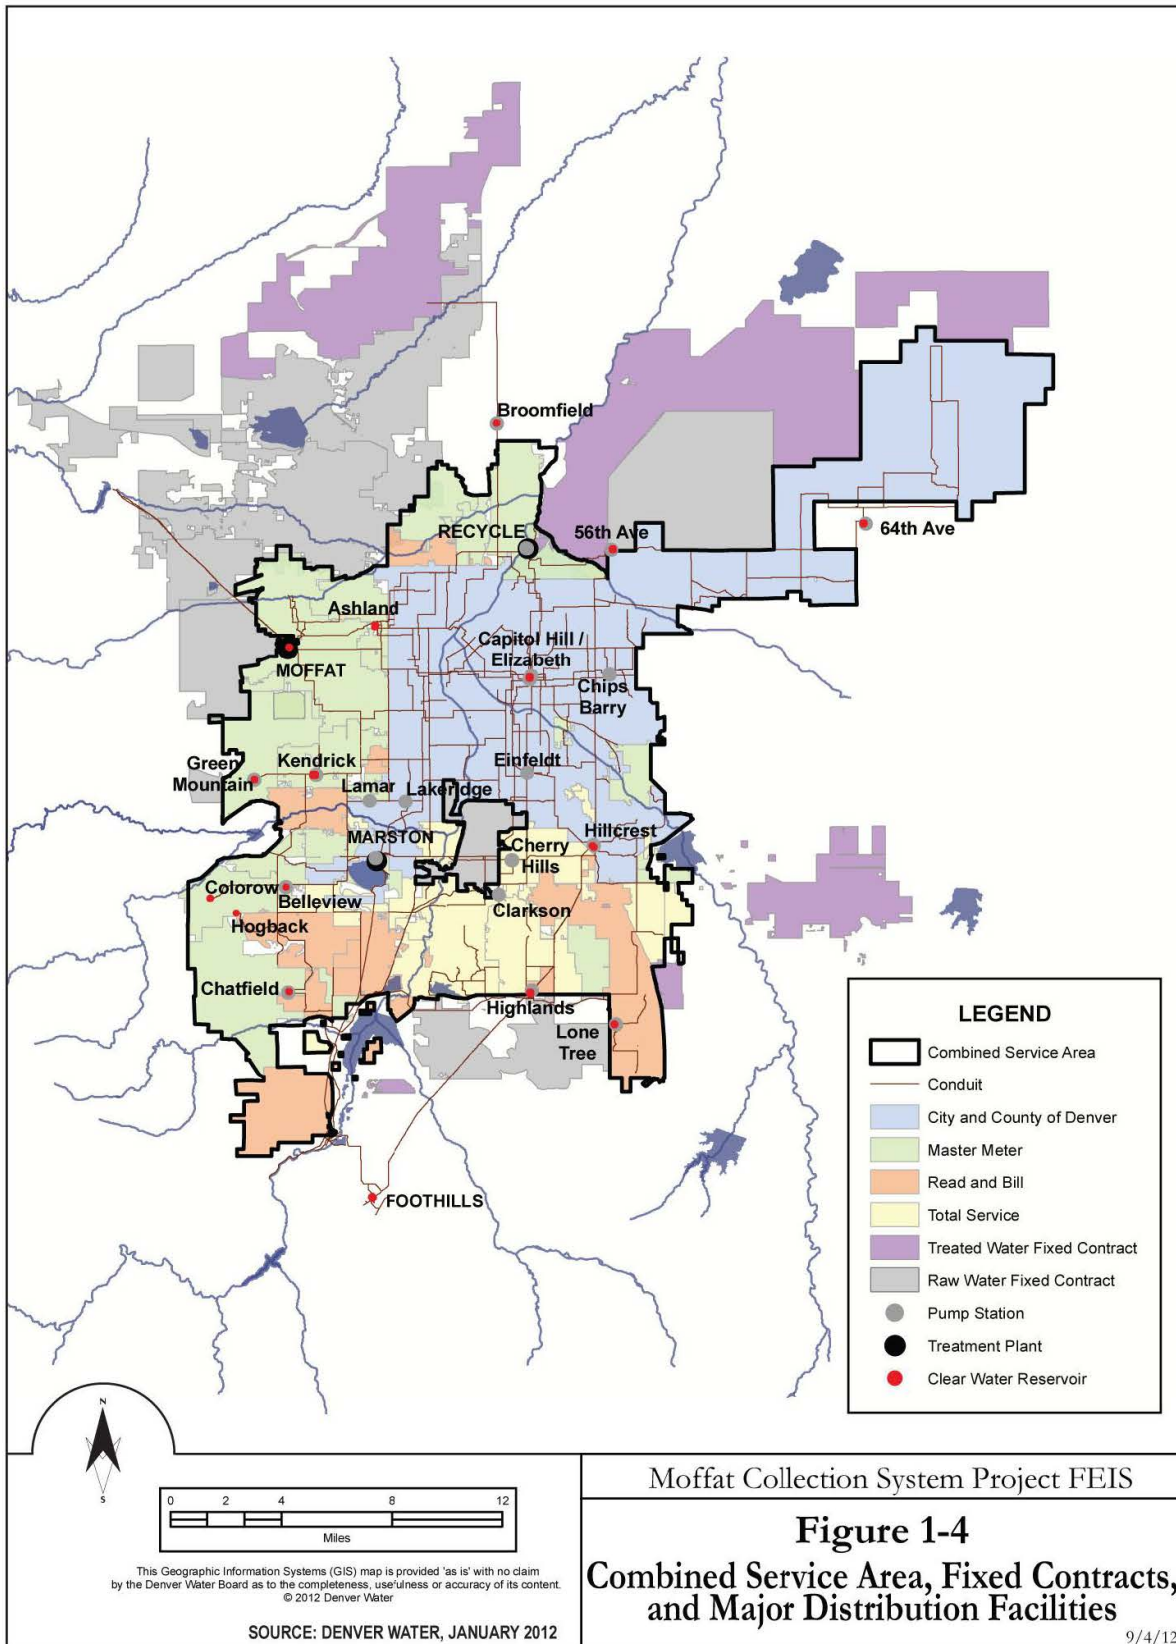 Broomfield
RECYCLE
56th Ave
64th Ave
Ashland
Capitol Hill /
Elizabeth
MOFFAT
Chips
Barry
Green
Mountain
Kendrick
Einfeldt
Lamar
Lakeridge
MARSTON
Hillcrest
Cherry
Hills
Colorow
Belleview
Clarkson
Hogback
Chatfield
Highlands
Lone
Tree
FOOTHILLS
LEGEND
Combined Service Area
Conduit
City and County of Denver
Master Meter
Read and Bill
Total Service
Treated Water Fixed Contract
Raw Water Fixed Contract
Pump Station
Treatment Plant
Clear Water Reservoir
N
S
0 2 4 8 12
Miles
This Geographic Information Systems (GIS) map is provided 'as is' with no claim
by the Denver Water Board as to the completeness, usefulness or accuracy of its content.
© 2012 Denver Water
SOURCE: DENVER WATER, JANUARY 2012
Moffat Collection System Project FEIS
Figure 1-4
Combined Service Area, Fixed Contracts,
and Major Distribution Facilities
9/4/12